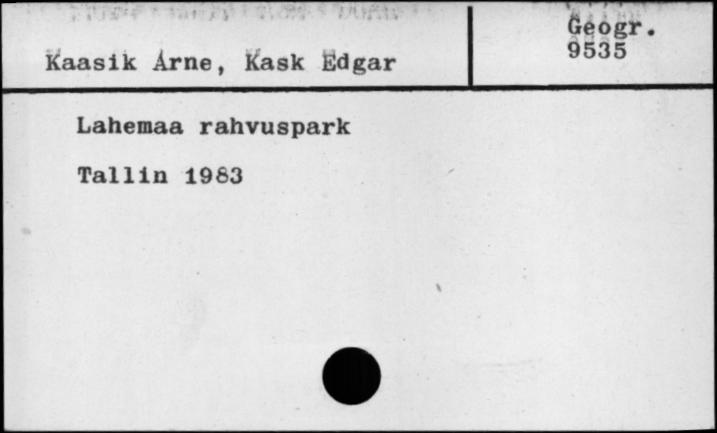 Geogr.
9535
Kaasik Arne, Kask Edgar
Lahemaa rahvuspark
Tallin 1983